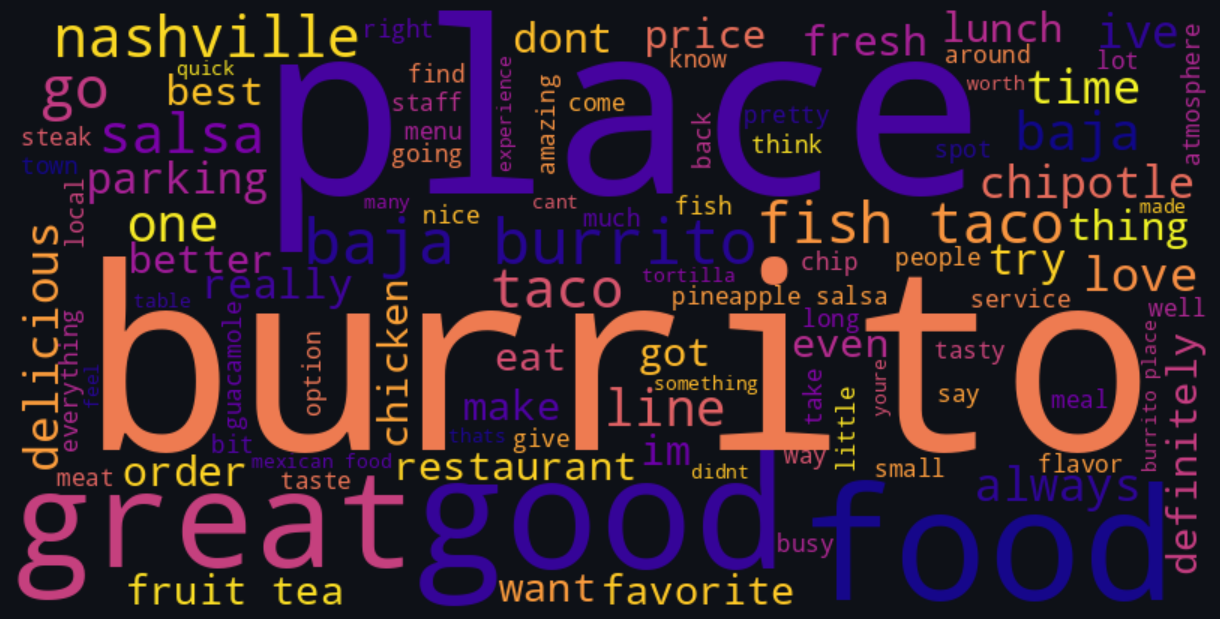 nashville
right
place
dont
price
know
fresh
lunch
around
ive
lot
atmosphere
quick
best
go
find
staff
menu
going
experience
amazing
come
back
pretty
think
worth
time
spot
baja
steak
salsa
town
parking
local
one
many
nice
cant
much
fish
chipotle
made
fish taco
thing
baja burrito
better
really
taco
tortilla
chip
people
try
love
delicious
everything
feel
table
guacamole
option
chicken
burrito
pineapple salsa
long
service
well
eat
got
something
even
tasty
make
line
take
little
youre
say
meal
burrito place
definitely
bit
thats
give
im
way
meat
order
mexican food
taste
restaurant
didnt
small
flavor
always
great
good
busy
food
fruit tea
want
favorite